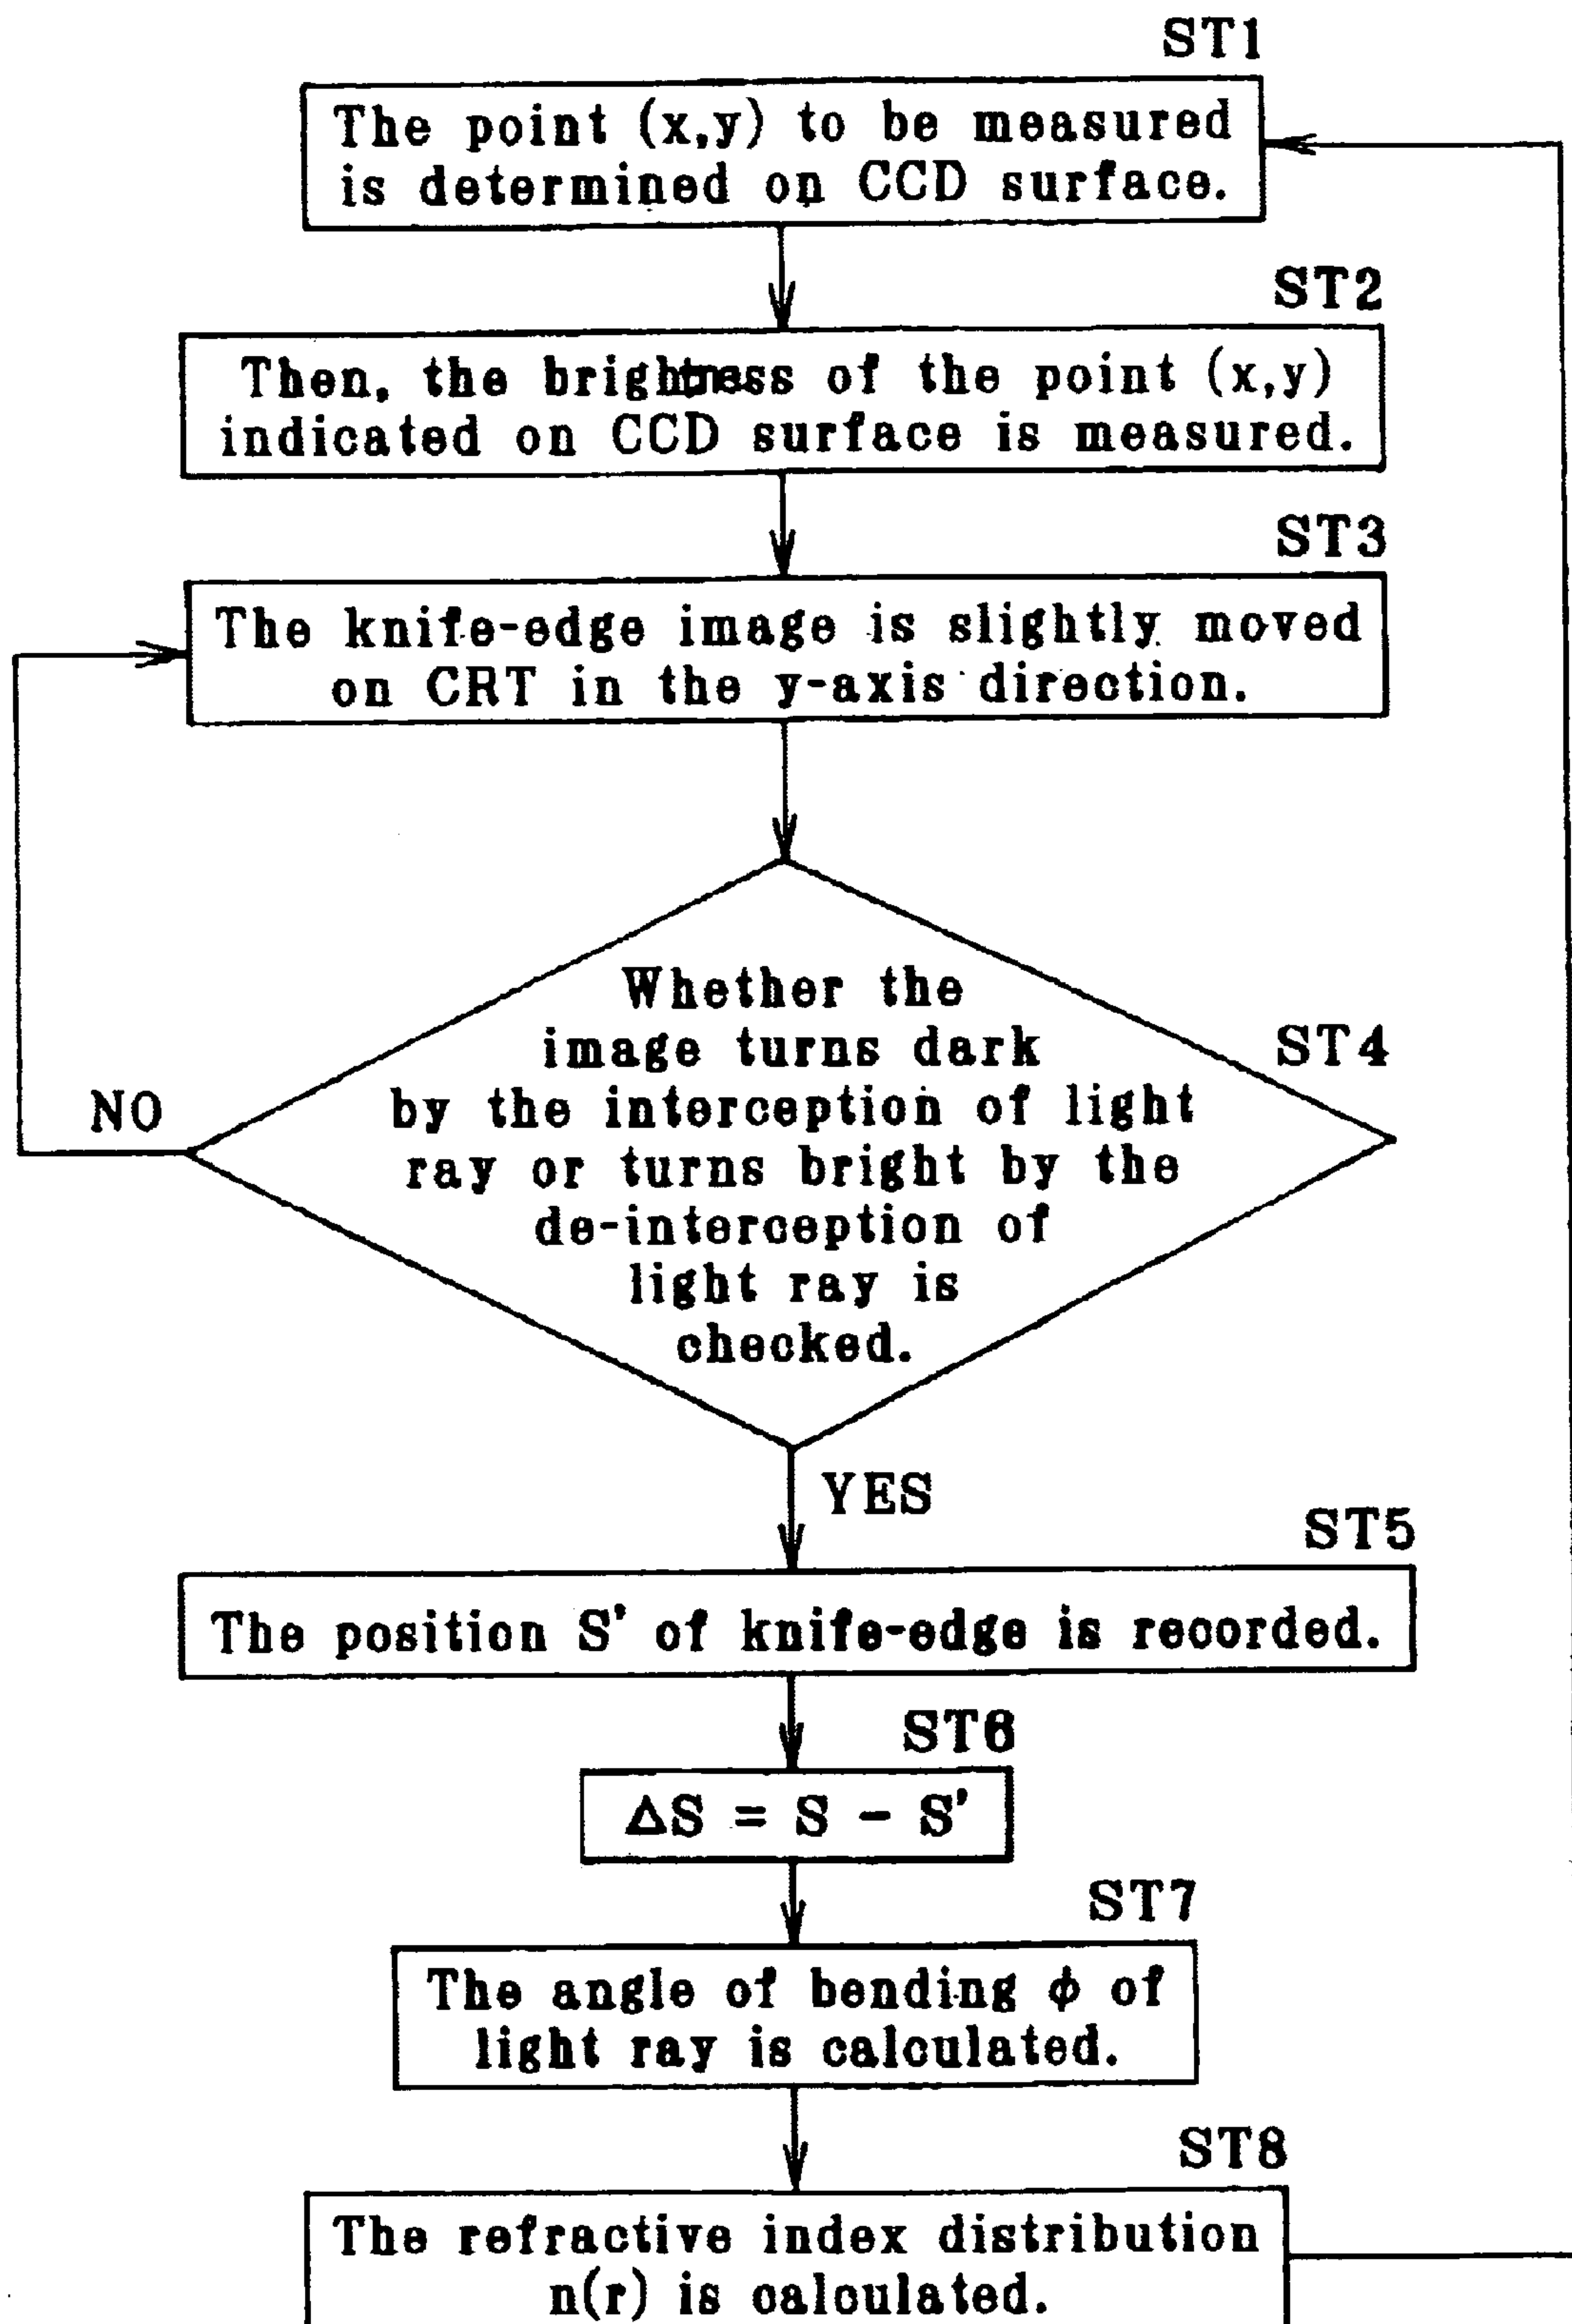 ST1
The point (x,y) to be measured
is determined on CCD surface.
ST2
Then, the brightness of the point (x,y)
indicated on CCD surface is measured.
ST3
The knife-edge image is slightly moved
on CRT in the y-axis direction.
Whether the
image turns dark
ST4
by the interception of light
NO
ray or turns bright by the
de-interception of
light ray is
checked.
YES
ST5
The position S' of knife-edge is recorded.
ST6
ΔS = S - S'
ST7
The angle of bending ϕ of
light ray is calculated.
ST8
The refractive index distribution
n(r) is calculated.